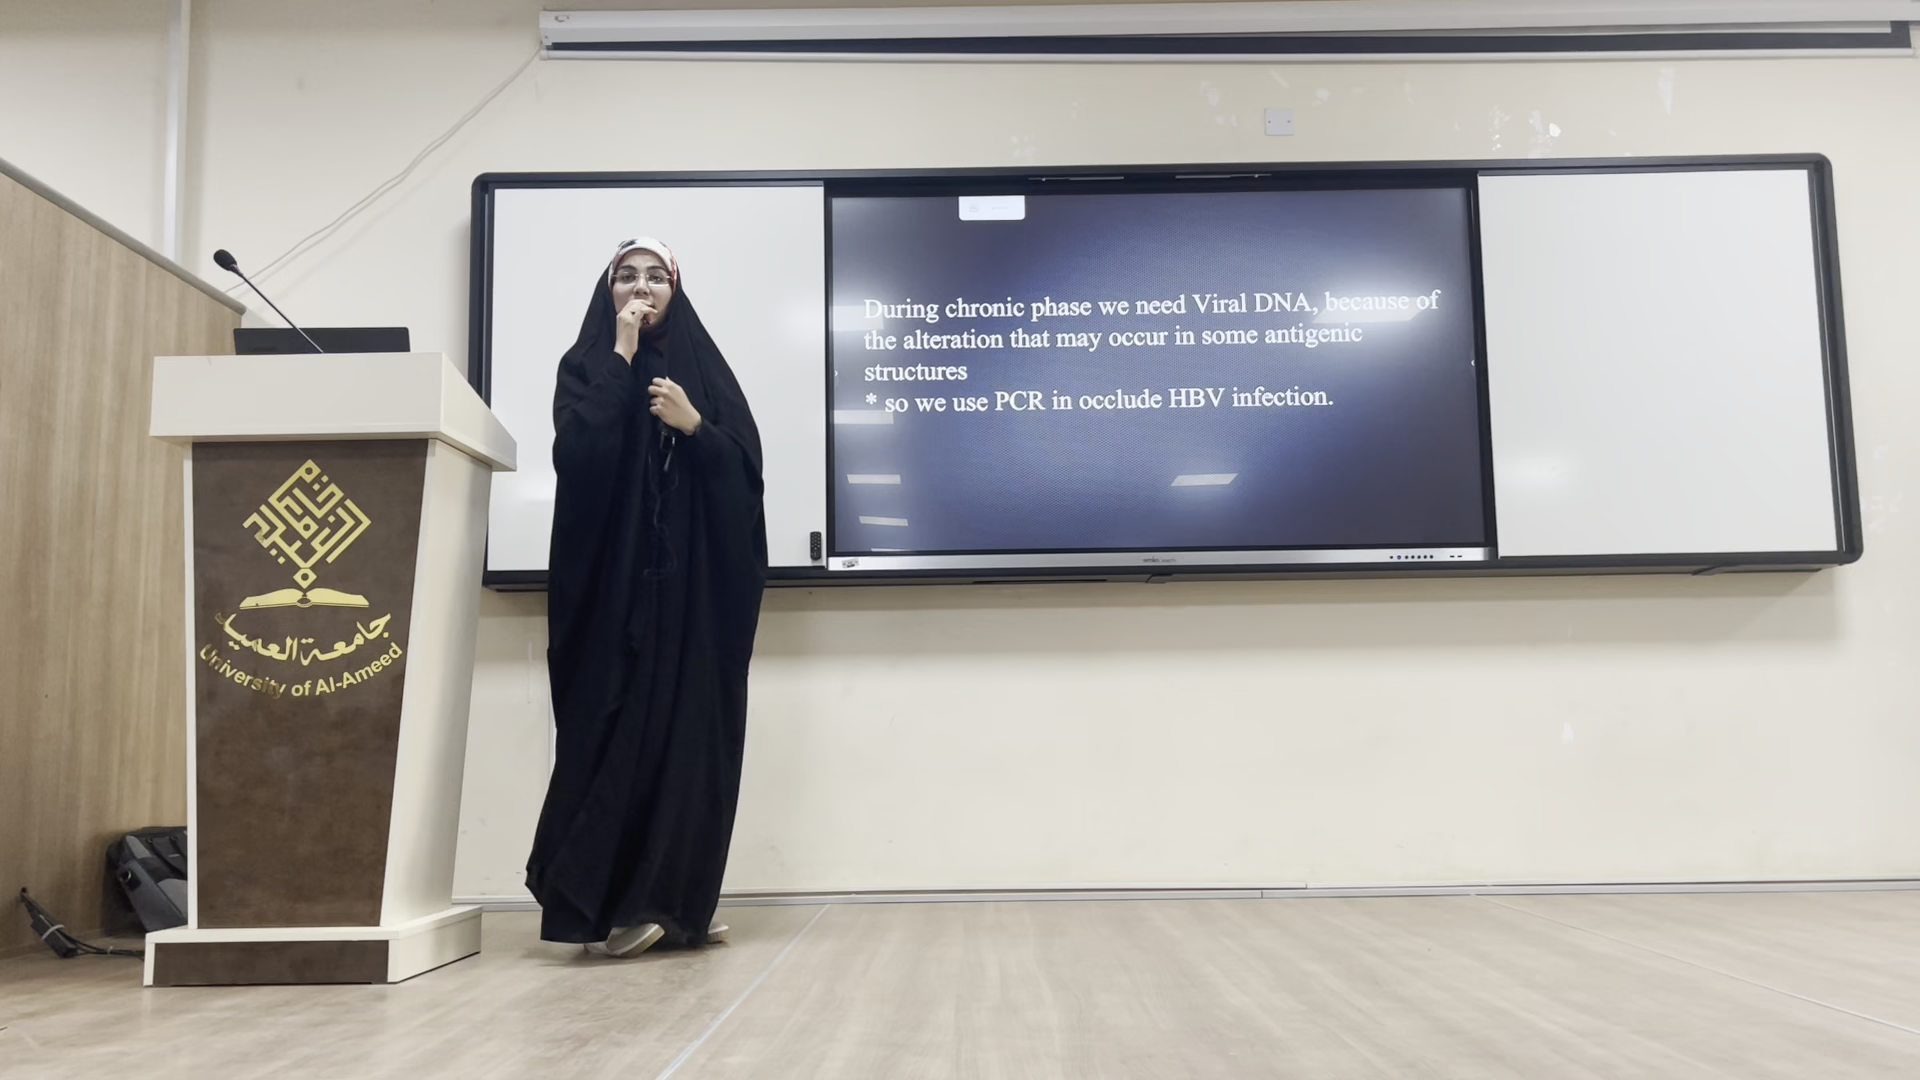 During chronic phase we need Viral DNA, because of
the alteration that may occur in some antigenic
structures
* so we use PCR in occlude HBV infection.
جامعة العميد
University of Al-Ameed